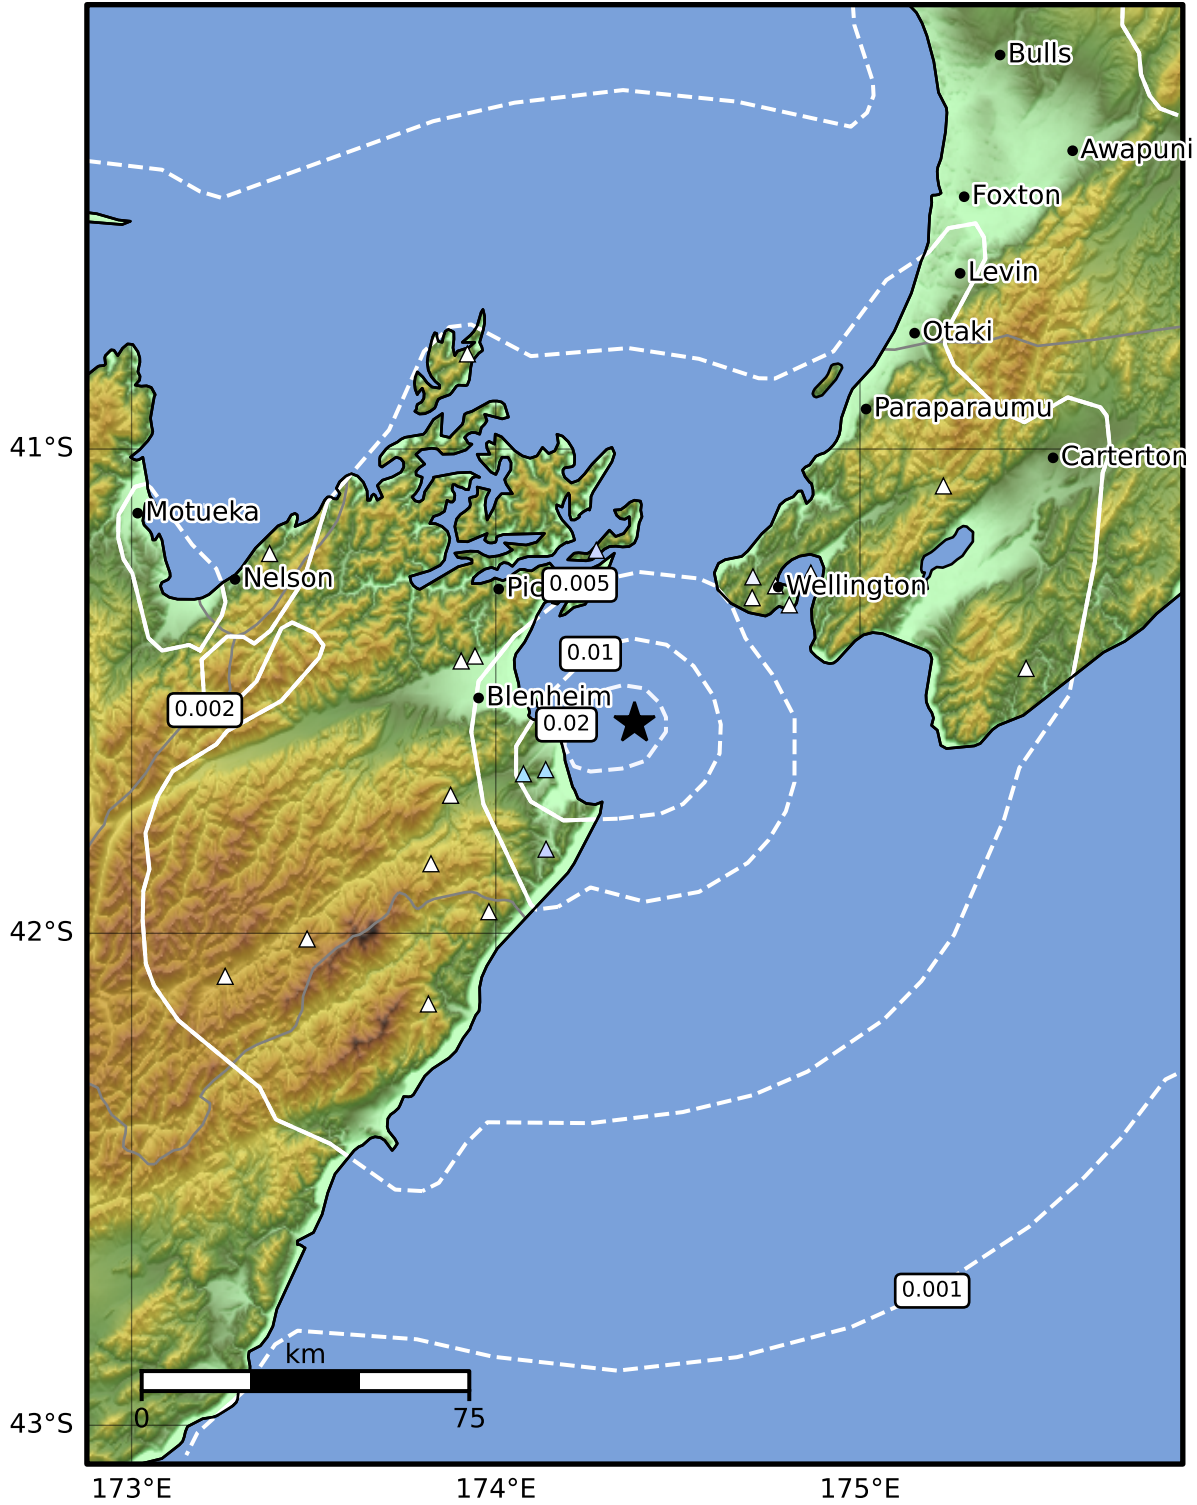 Bulls
Awapuni
Foxton
Levin
Otaki
Paraparaumu
41°S
Carterton
Motueka
Nelson
Pic
0.005
Wellington
0.01
Blenheim
0.002
0.02
42°S
0.001
km
0
75
43°S
173°E
174°E
175°E